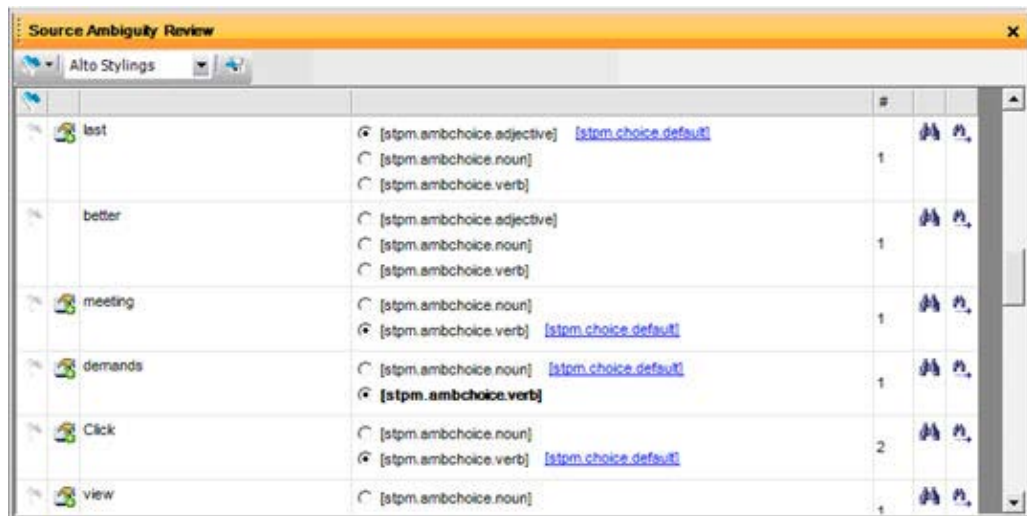 Source Ambiguity Review
Alto Stylings
#
last
[stpm.ambchoice.adjective] [stpm.choice.default]
[stpm.ambchoice.noun]
[stpm.ambchoice.verb]
1
better
[stpm.ambchoice.adjective]
[stpm.ambchoice.noun]
[stpm.ambchoice.verb]
1
meeting
[stpm.ambchoice.noun]
[stpm.ambchoice.verb] [stpm.choice.default]
1
demands
[stpm.ambchoice.noun] [stpm.choice.default]
[stpm.ambchoice.verb]
1
Click
[stpm.ambchoice.noun]
[stpm.ambchoice.verb] [stpm.choice.default]
2
view
[stpm.ambchoice.noun]
1